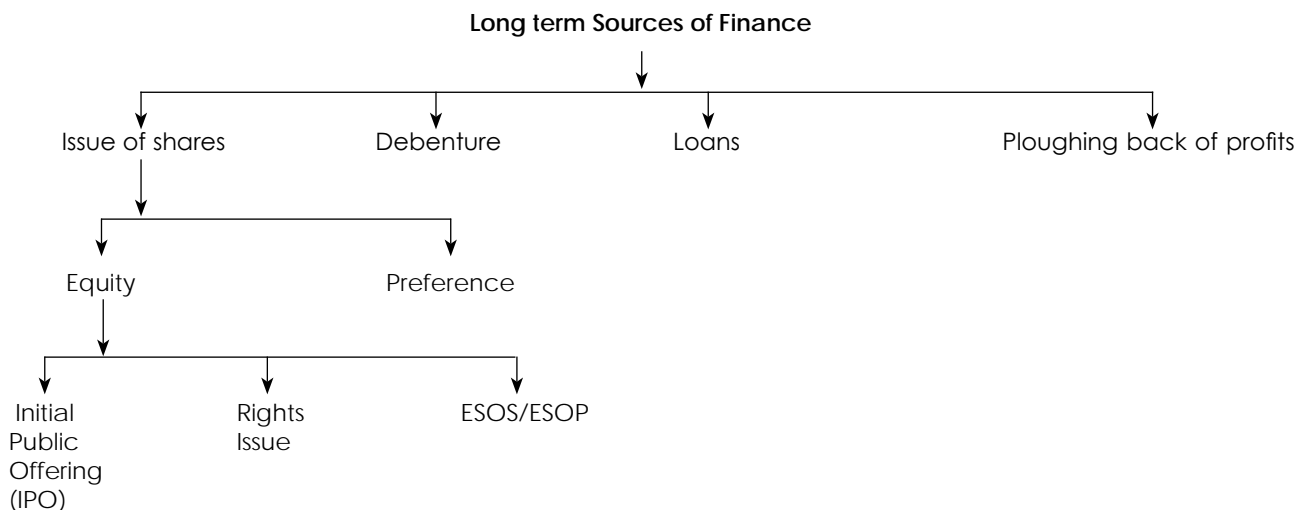 Long term Sources of Finance
Issue of shares Debenture Loans Ploughing back of profits
Equity Preference
Initial
Public
Offering
(IPO)
Rights
Issue
ESOS/ESOP